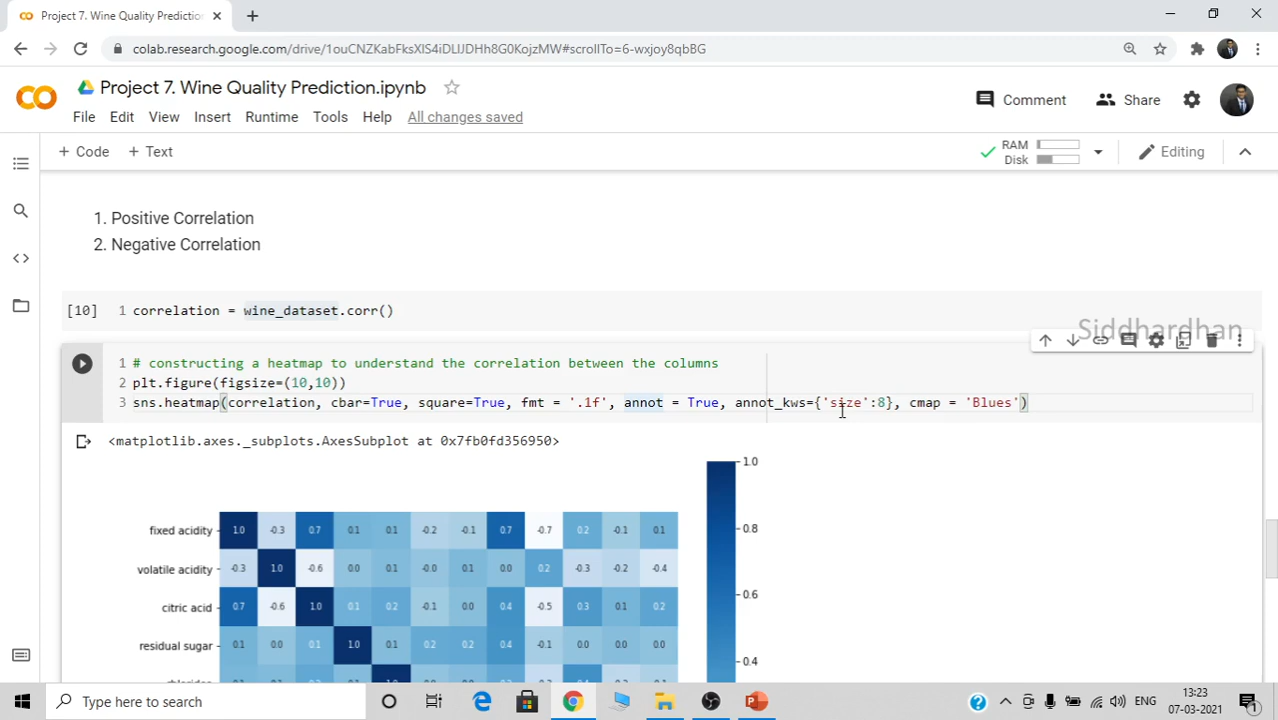 Project 7. Wine Quality Predictio
colab.research.google.com/drive/1ouCNZKabFksXlS4iDLIJDHh8G0KojzMW#scrollTo=6-wxjoy8qbBG
Project 7. Wine Quality Prediction.ipynb
Comment
Share
File Edit View Insert Runtime Tools Help All changes saved
+ Code + Text
RAM
Disk
Editing
1. Positive Correlation
2. Negative Correlation
[10] 1 correlation = wine_dataset.corr()
Siddhardhan
1 # constructing a heatmap to understand the correlation between the columns
2 plt.figure(figsize=(10,10))
3 sns.heatmap(correlation, cbar=True, square=True, fmt = '.1f', annot = True, annot_kws={'size':8}, cmap = 'Blues')
<matplotlib.axes._subplots.AxesSubplot at 0x7fb0fd356950>
1.0
fixed acidity 1.0 -0.3 0.7 0.1 0.1 -0.2 -0.1 0.7 -0.7 0.2 -0.1 0.1
0.8
volatile acidity -0.3 1.0 -0.6 0.0 0.1 -0.0 0.1 0.0 0.2 -0.3 -0.2 -0.4
0.6
citric acid 0.7 -0.6 1.0 0.1 0.2 -0.1 0.0 0.4 -0.5 0.3 0.1 0.2
residual sugar 0.1 0.0 0.1 1.0 0.1 0.2 0.2 0.4 -0.1 0.0 0.0 0.0
0.4
Type here to search
ENG
13:23
07-03-2021